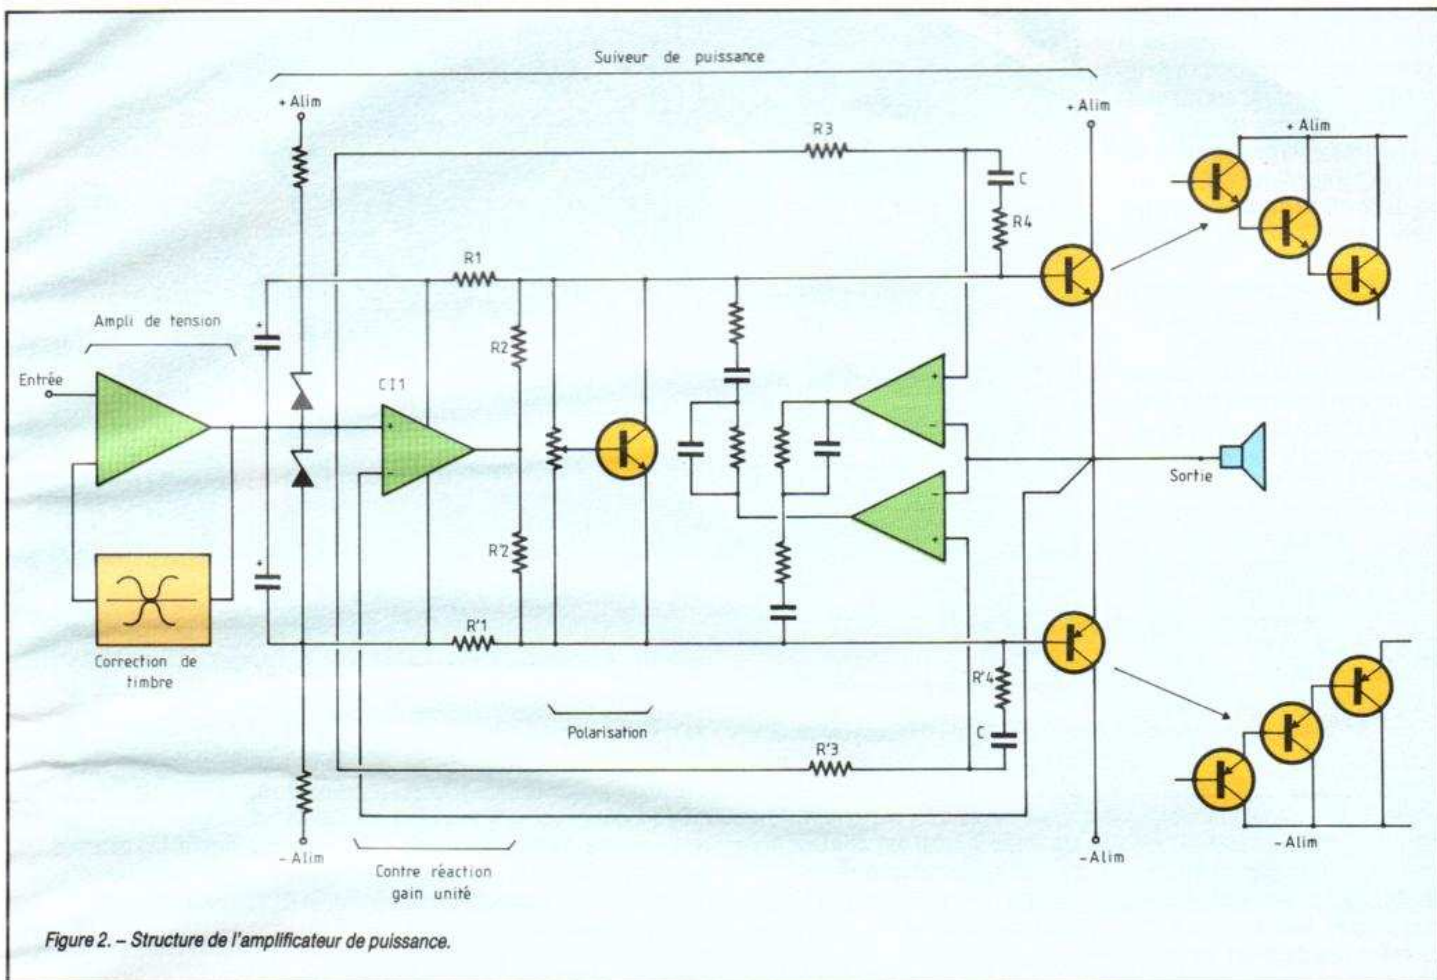 Suiveur de puissance
+ Alim
+ Alim
+ Alim
R3
C
R4
R1
Ampli de tension
+
R2
Entrée
CI1
+
+
-
Sortie
-
+
R'2
+
R'1
Correction de
timbre
R'4
Polarisation
C
R'3
- Alim
- Alim
- Alim
Contre réaction
gain unité
Figure 2. – Structure de l'amplificateur de puissance.